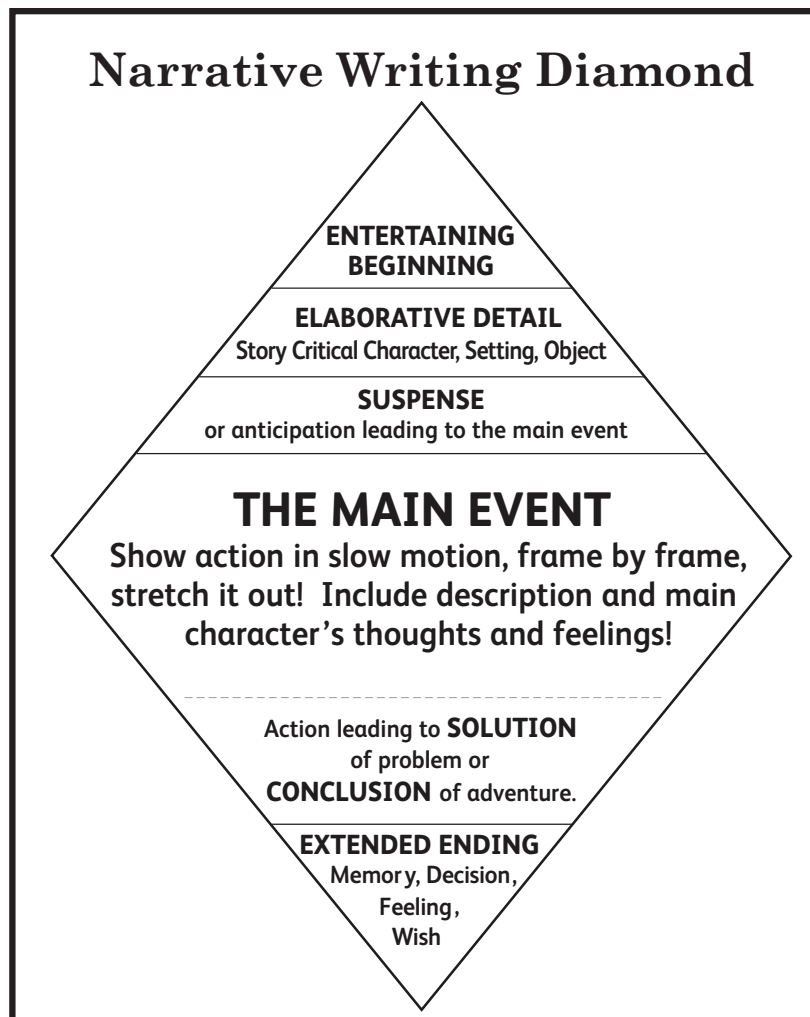 Narrative Writing Diamond
ENTERTAINING
BEGINNING
ELABORATIVE DETAIL
Story Critical Character, Setting, Object
SUSPENSE
or anticipation leading to the main event
THE MAIN EVENT
Show action in slow motion, frame by frame,
stretch it out! Include description and main
character's thoughts and feelings!
Action leading to SOLUTION
of problem or
CONCLUSION of adventure.
EXTENDED ENDING
Memory, Decision,
Feeling,
Wish